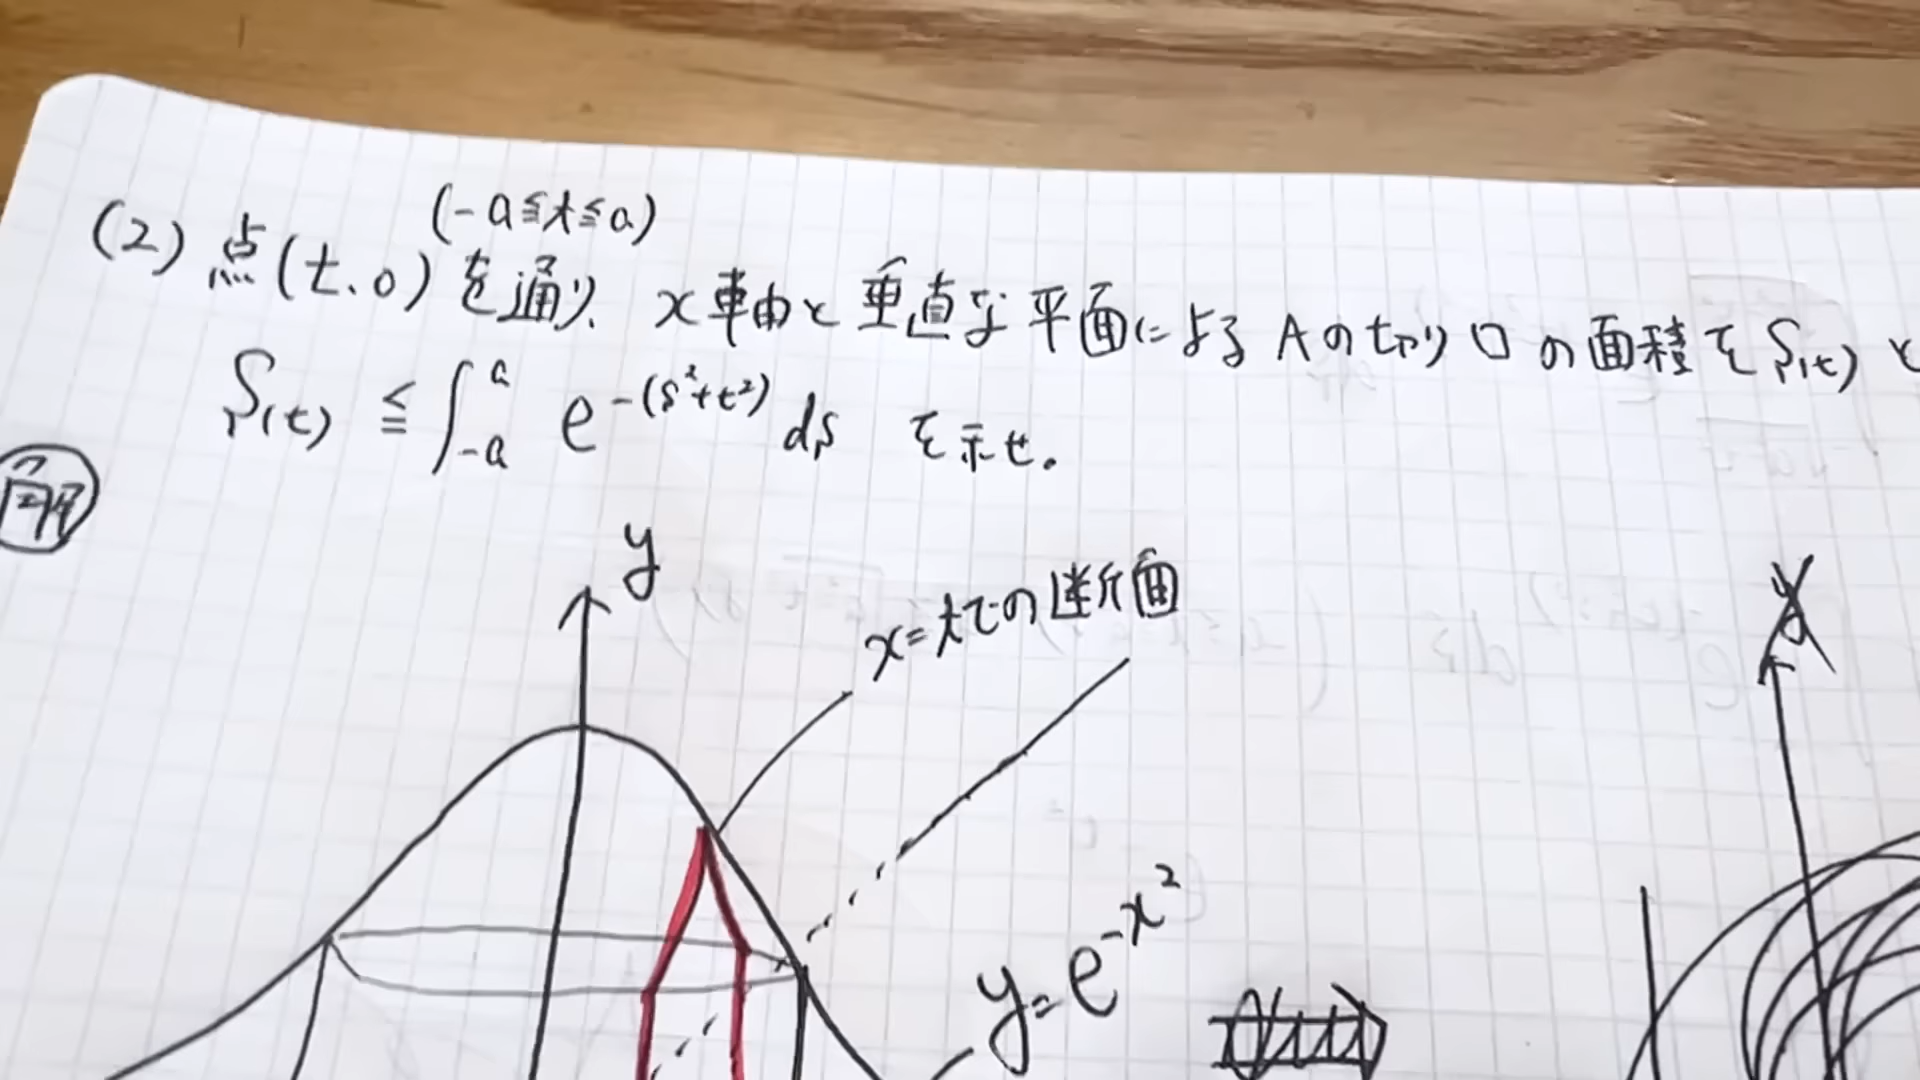 (-a≦t≦a)
(2) 点(t.0)を通り、x軸と垂直な平面によるAの切り口の面積をS(t)と
S(t) ≦ ∫_{-a}^{a} e^{-(s²+t²)} ds を示せ。
解
y
x=tでの断面
y=e^{-x²}